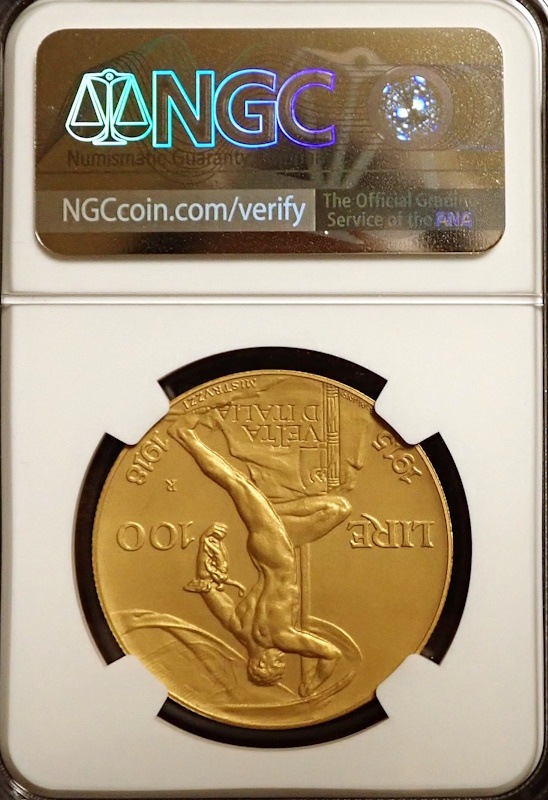 NGC
Numismatic Guaranty
NGCcoin.com/verify
The Official Grading
Service of the ANA
LIRE 100
R
1915 1918
VETTA
D'ITALIA
MISTRVZZI